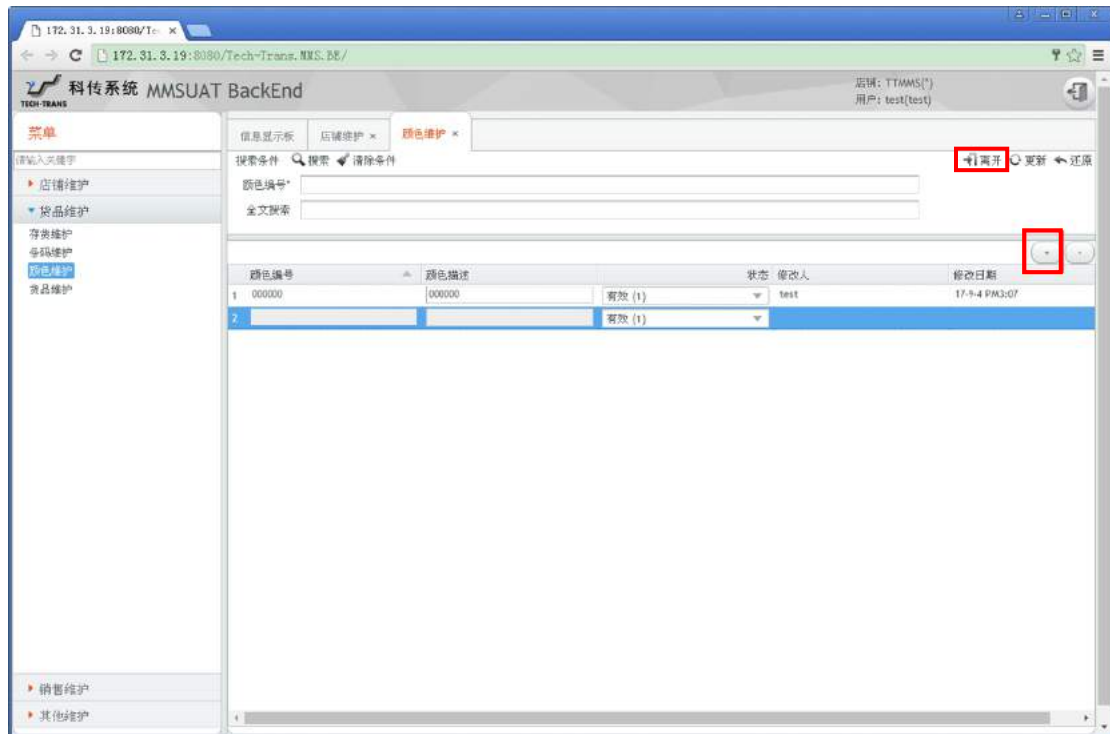 172.31.3.19:8080/Te
172.31.3.19:8080/Tech-Trans.MMS.BE/
TECH-TRANS
科传系统 MMSUAT BackEnd
店铺: TTMMS(*)
用户: test(test)
菜单
请输入关键字
店铺维护
货品维护
存货维护
条码维护
颜色维护
货品维护
销售维护
其他维护
信息显示板 店铺维护 × 颜色维护 ×
搜索条件 搜索 清除条件 离开 更新 还原
颜色编号*
全文搜索
+ -
颜色编号 颜色描述 状态 修改人 修改日期
1 000000 000000 有效 (1) test 17-9-4 PM3:07
2 有效 (1)